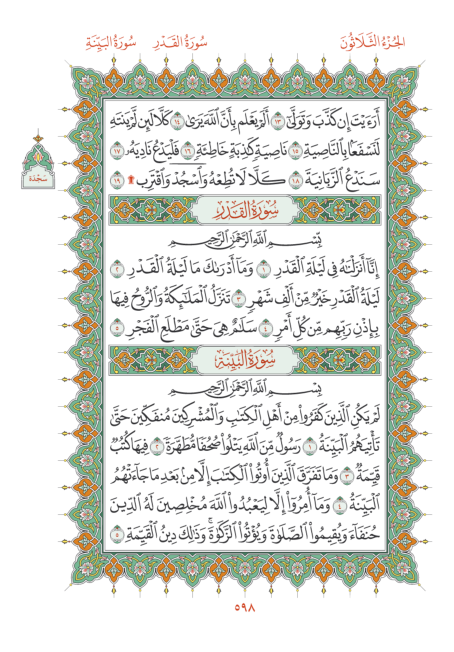 سُورَةُ القَدْرِ سُورَةُ البَيِّنَةِ الجُزْءُ الثَّلَاثُونَ
أَرَءَيْتَ إِن كَذَّبَ وَتَوَلَّىٰٓ ١٣ أَلَمْ يَعْلَم بِأَنَّ ٱللَّهَ يَرَىٰ ١٤ كَلَّا لَئِن لَّمْ يَنتَهِ
لَنَسْفَعًۢا بِٱلنَّاصِيَةِ ١٥ نَاصِيَةٍ كَٰذِبَةٍ خَاطِئَةٍ ١٦ فَلْيَدْعُ نَادِيَهُۥ ١٧
سَنَدْعُ ٱلزَّبَانِيَةَ ١٨ كَلَّا لَا تُطِعْهُ وَٱسْجُدْ وَٱقْتَرِب ۩ ١٩
سَجْدَة
سُورَةُ القَدْرِ
بِسْمِ ٱللَّهِ ٱلرَّحْمَٰنِ ٱلرَّحِيمِ
إِنَّآ أَنزَلْنَٰهُ فِى لَيْلَةِ ٱلْقَدْرِ ١ وَمَآ أَدْرَىٰكَ مَا لَيْلَةُ ٱلْقَدْرِ ٢
لَيْلَةُ ٱلْقَدْرِ خَيْرٌ مِّنْ أَلْفِ شَهْرٍ ٣ تَنَزَّلُ ٱلْمَلَٰٓئِكَةُ وَٱلرُّوحُ فِيهَا
بِإِذْنِ رَبِّهِم مِّن كُلِّ أَمْرٍ ٤ سَلَٰمٌ هِىَ حَتَّىٰ مَطْلَعِ ٱلْفَجْرِ ٥
سُورَةُ البَيِّنَةِ
بِسْمِ ٱللَّهِ ٱلرَّحْمَٰنِ ٱلرَّحِيمِ
لَمْ يَكُنِ ٱلَّذِينَ كَفَرُوا۟ مِنْ أَهْلِ ٱلْكِتَٰبِ وَٱلْمُشْرِكِينَ مُنفَكِّينَ حَتَّىٰ
تَأْتِيَهُمُ ٱلْبَيِّنَةُ ١ رَسُولٌ مِّنَ ٱللَّهِ يَتْلُوا۟ صُحُفًا مُّطَهَّرَةً ٢ فِيهَا كُتُبٌ
قَيِّمَةٌ ٣ وَمَا تَفَرَّقَ ٱلَّذِينَ أُوتُوا۟ ٱلْكِتَٰبَ إِلَّا مِنۢ بَعْدِ مَا جَآءَتْهُمُ
ٱلْبَيِّنَةُ ٤ وَمَآ أُمِرُوٓا۟ إِلَّا لِيَعْبُدُوا۟ ٱللَّهَ مُخْلِصِينَ لَهُ ٱلدِّينَ
حُنَفَآءَ وَيُقِيمُوا۟ ٱلصَّلَوٰةَ وَيُؤْتُوا۟ ٱلزَّكَوٰةَ ۚ وَذَٰلِكَ دِينُ ٱلْقَيِّمَةِ ٥
٥٩٨